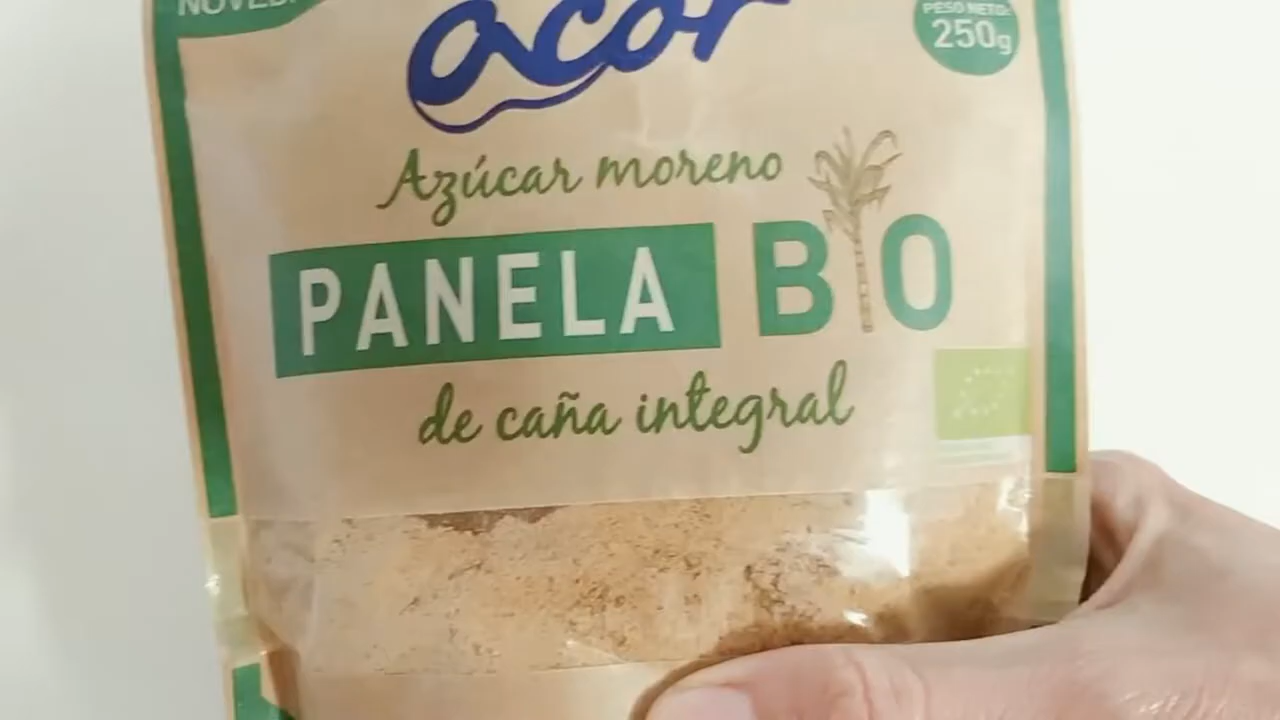 acor
PESO NETO:
250g
Azúcar moreno
PANELA BIO
de caña integral